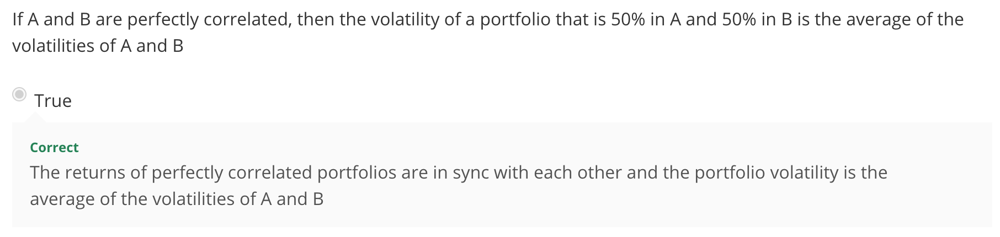 If A and B are perfectly correlated, then the volatility of a portfolio that is 50% in A and 50% in B is the average of the
volatilities of A and B
True
Correct
The returns of perfectly correlated portfolios are in sync with each other and the portfolio volatility is the
average of the volatilities of A and B